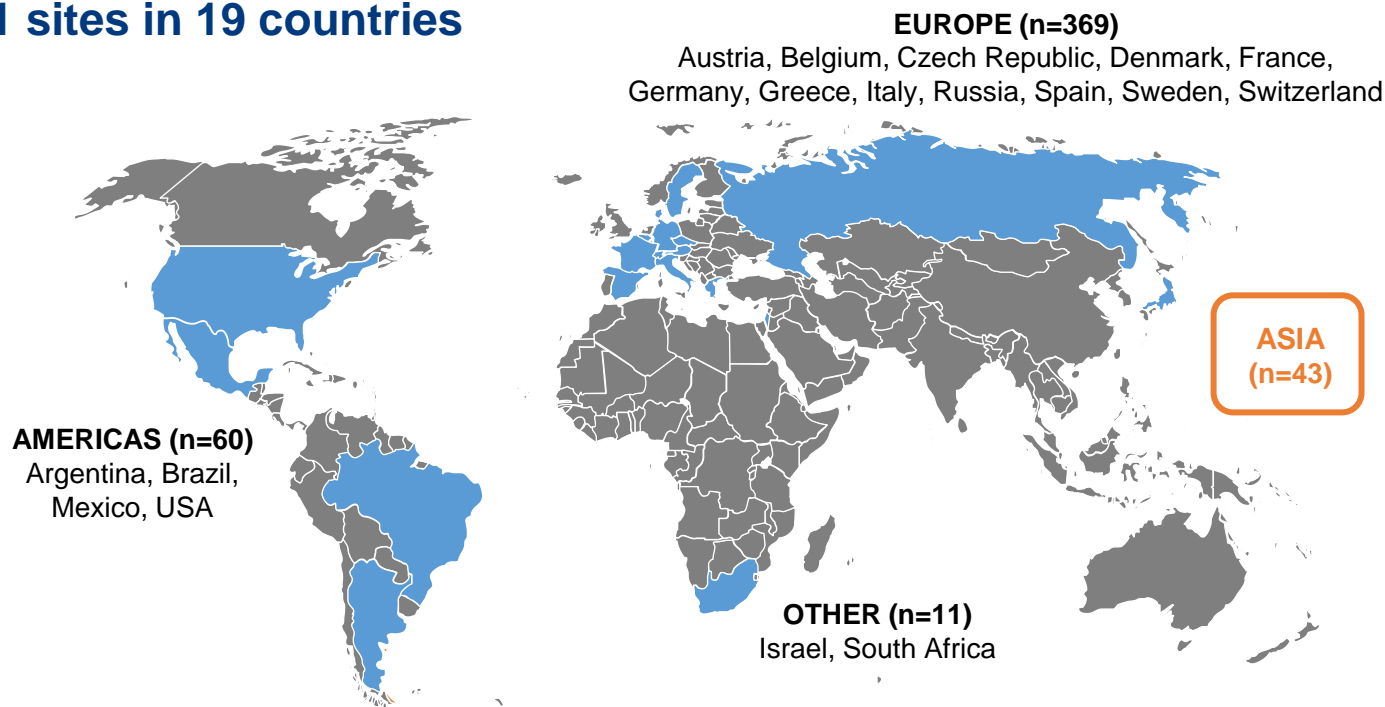 sites in 19 countries
EUROPE (n=369)
Austria, Belgium, Czech Republic, Denmark, France,
Germany, Greece, Italy, Russia, Spain, Sweden, Switzerland
ASIA
(n=43)
AMERICAS (n=60)
Argentina, Brazil,
Mexico, USA
OTHER (n=11)
Israel, South Africa